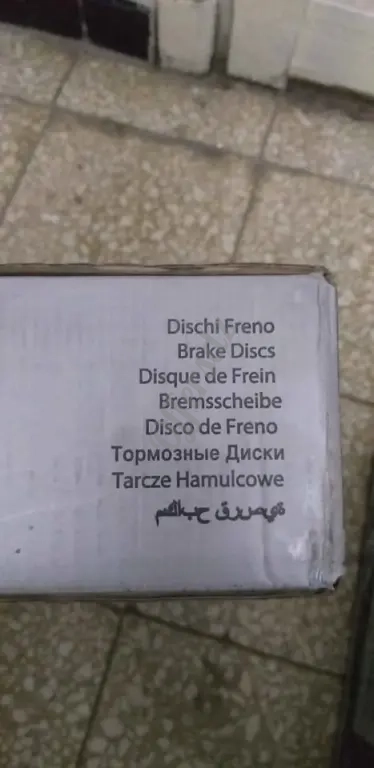 Dischi Freno
Brake Discs
Disque de Frein
Bremsscheibe
Disco de Freno
Тормозные Диски
Tarcze Hamulcowe